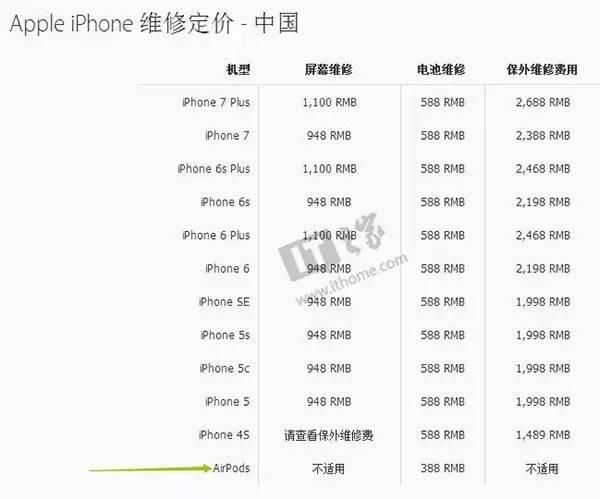 Apple iPhone 维修定价 - 中国
机型 屏幕维修 电池维修 保外维修费用
iPhone 7 Plus 1,100 RMB 588 RMB 2,688 RMB
iPhone 7 948 RMB 588 RMB 2,388 RMB
iPhone 6s Plus 1,100 RMB 588 RMB 2,468 RMB
iPhone 6s 948 RMB 588 RMB 2,198 RMB
iPhone 6 Plus 1,100 RMB 588 RMB 2,468 RMB
iPhone 6 948 RMB 588 RMB 2,198 RMB
iPhone SE 948 RMB 588 RMB 1,998 RMB
iPhone 5s 948 RMB 588 RMB 1,998 RMB
iPhone 5c 948 RMB 588 RMB 1,998 RMB
iPhone 5 948 RMB 588 RMB 1,998 RMB
iPhone 4S 请查看保外维修费 588 RMB 1,489 RMB
AirPods 不适用 388 RMB 不适用
IT之家
www.ithome.com